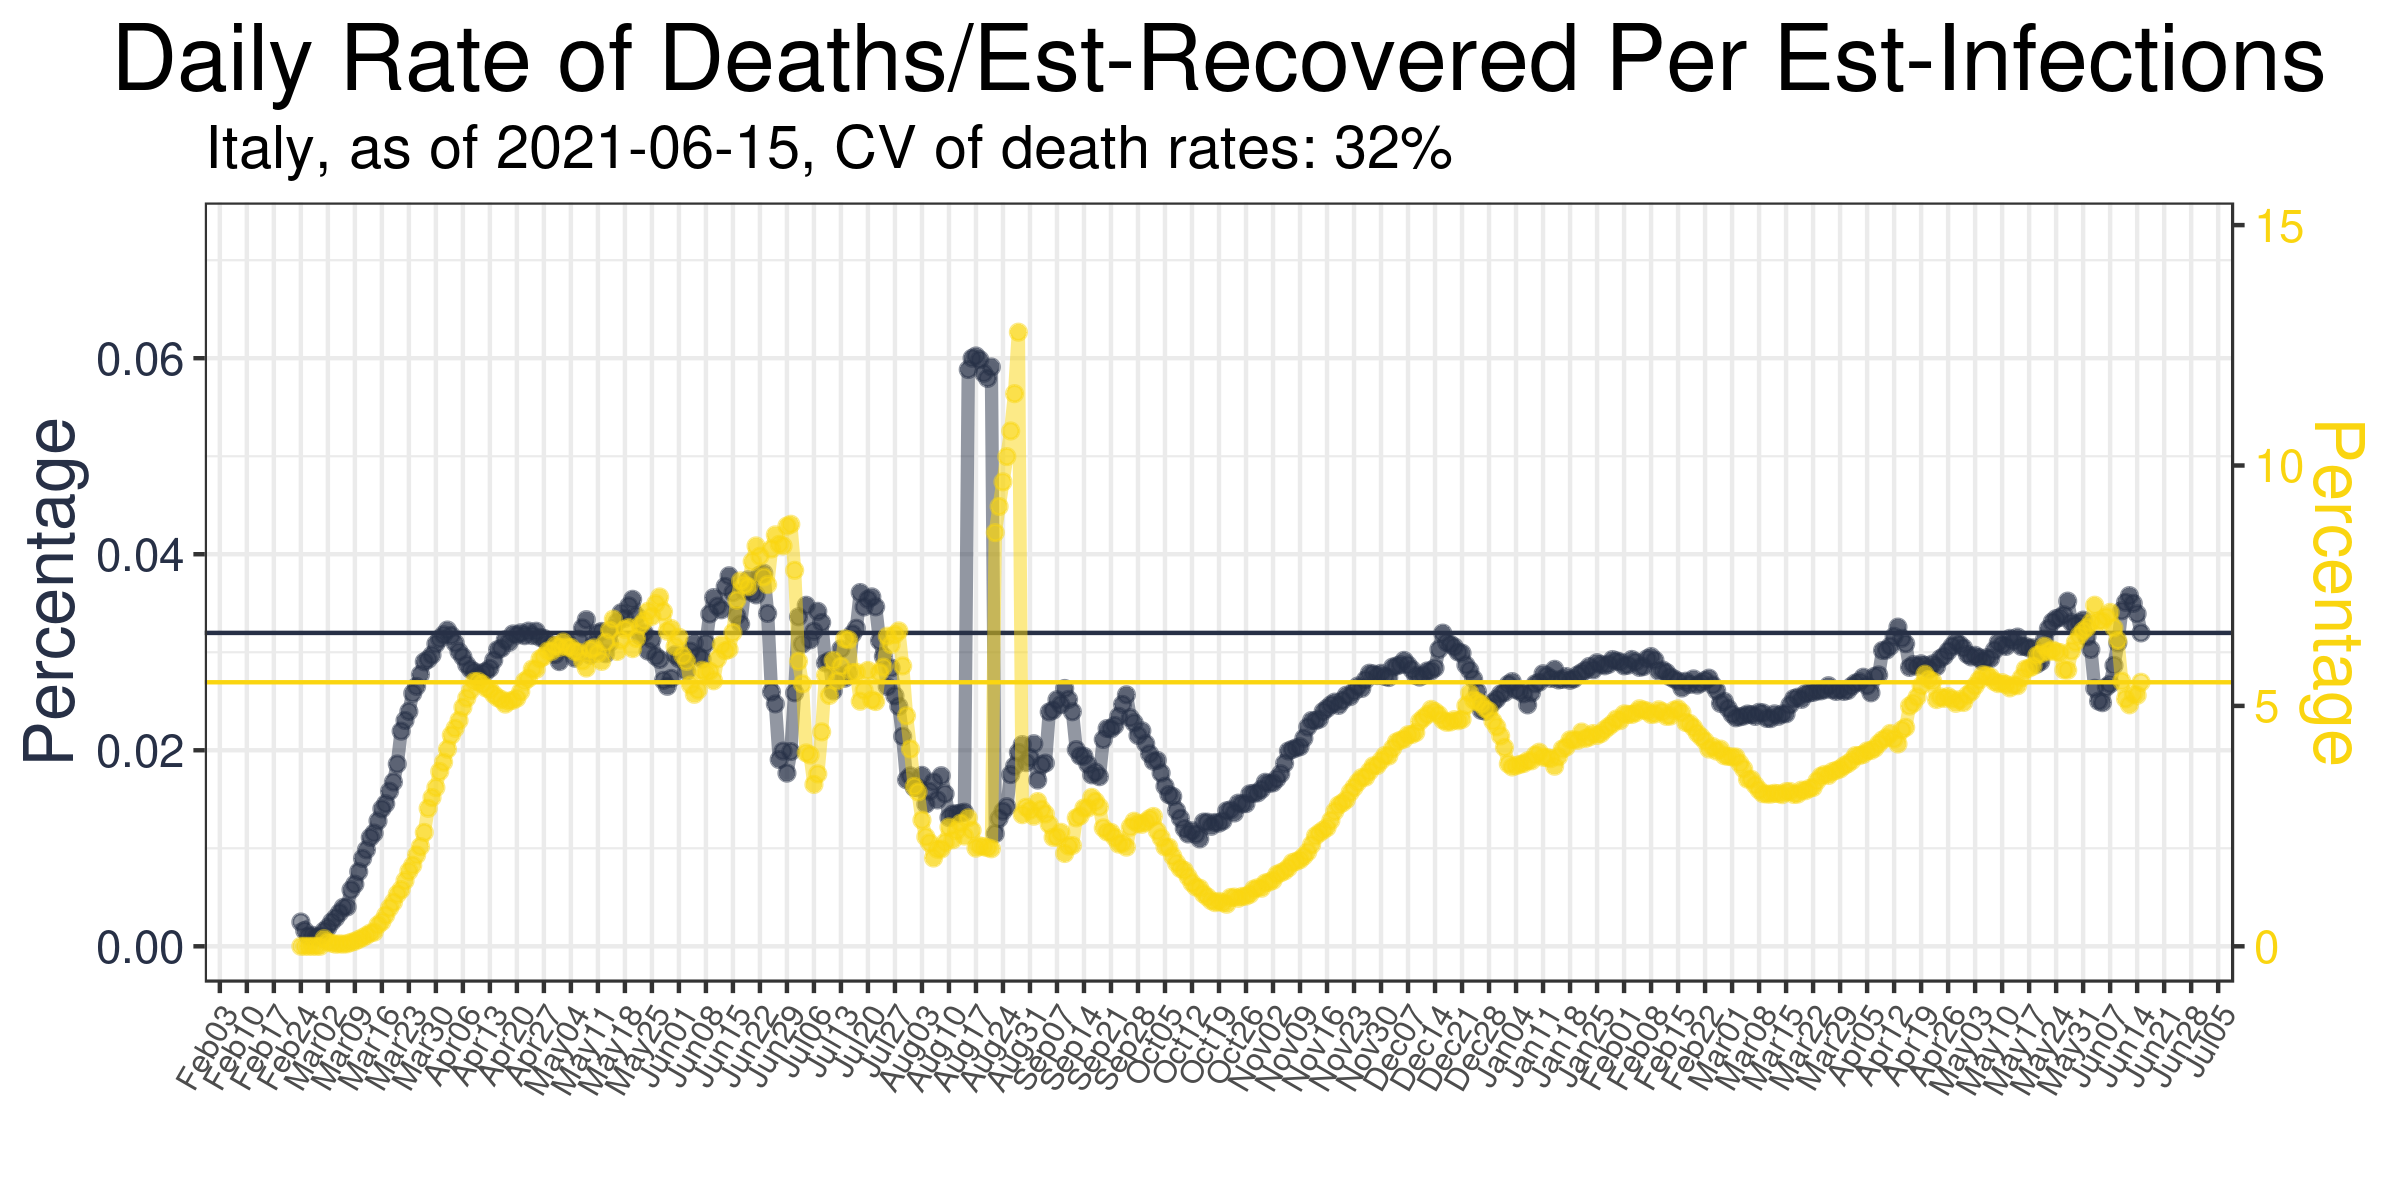 Daily Rate of Deaths/Est-Recovered Per Est-Infections
Italy, as of 2021-06-15, CV of death rates: 32%
Percentage
0.06
0.04
0.02
0.00
15
10
5
0
Percentage
Feb03
Feb10
Feb17
Feb24
Mar02
Mar09
Mar16
Mar23
Mar30
Apr06
Apr13
Apr20
Apr27
May04
May11
May18
May25
Jun01
Jun08
Jun15
Jun22
Jun29
Jul06
Jul13
Jul20
Jul27
Aug03
Aug10
Aug17
Aug24
Aug31
Sep07
Sep14
Sep21
Sep28
Oct05
Oct12
Oct19
Oct26
Nov02
Nov09
Nov16
Nov23
Nov30
Dec07
Dec14
Dec21
Dec28
Jan04
Jan11
Jan18
Jan25
Feb01
Feb08
Feb15
Feb22
Mar01
Mar08
Mar15
Mar22
Mar29
Apr05
Apr12
Apr19
Apr26
May03
May10
May17
May24
May31
Jun07
Jun14
Jun21
Jun28
Jul05